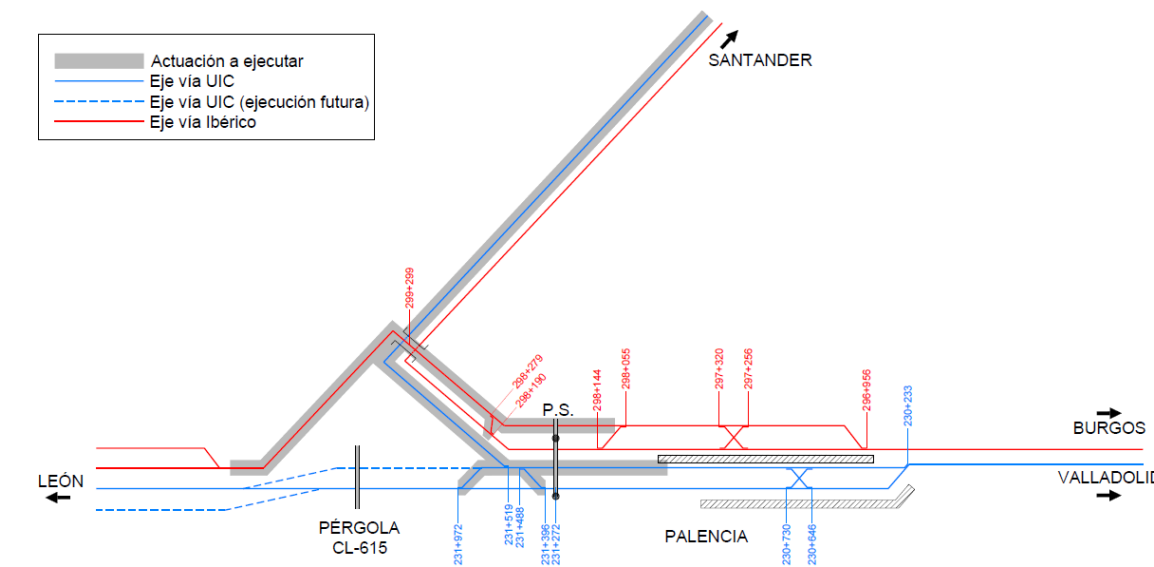 Actuación a ejecutar
Eje vía UIC
Eje vía UIC (ejecución futura)
Eje vía Ibérico
SANTANDER
299+299
298+279
298+190
P.S.
298+144
298+055
297+320
297+256
296+956
230+233
BURGOS
VALLADOLID
LEÓN
PÉRGOLA
CL-615
231+972
231+519
231+488
231+396
231+272
PALENCIA
230+730
230+646